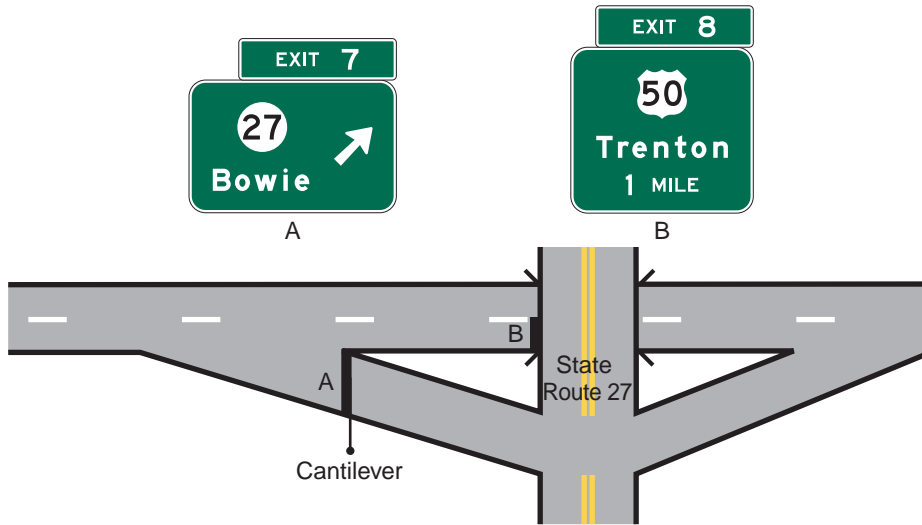 EXIT 7
27
Bowie
A
EXIT 8
50
Trenton
1 MILE
B
B
A
State
Route 27
Cantilever